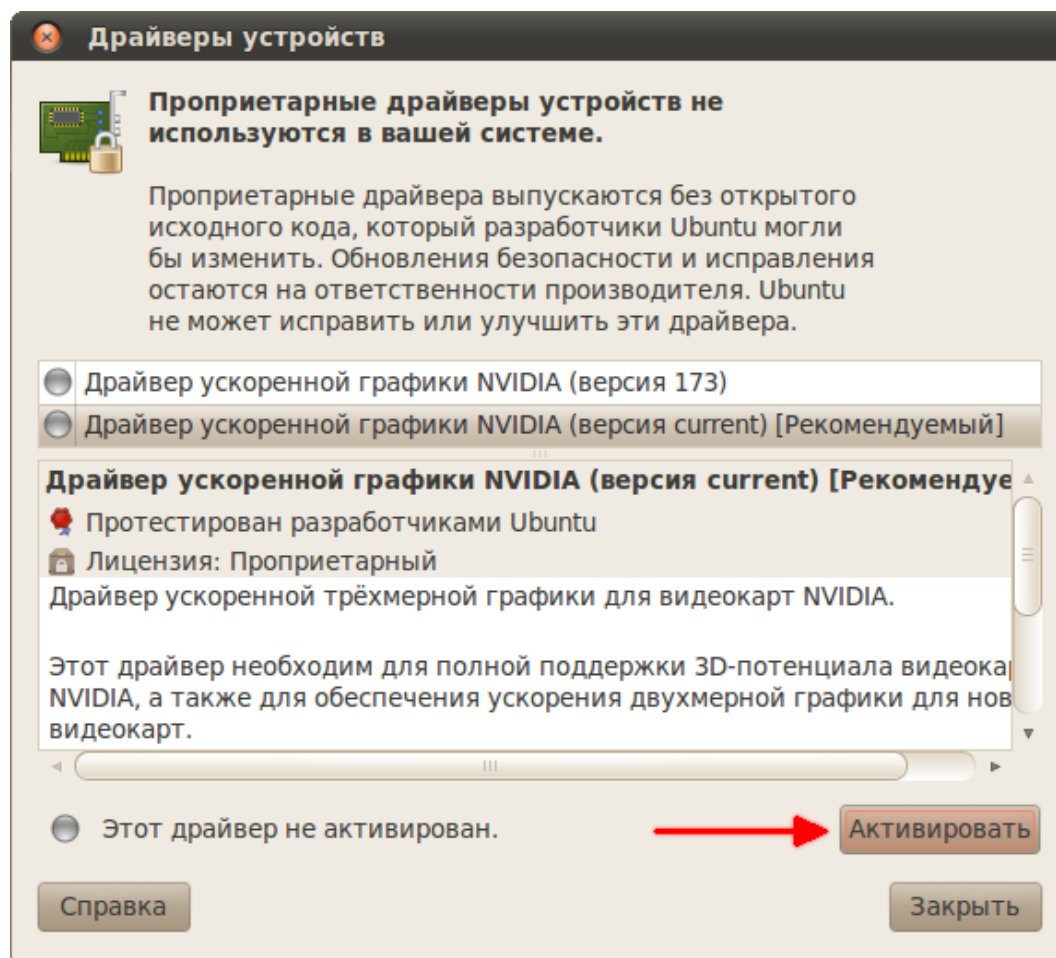 Драйверы устройств
Проприетарные драйверы устройств не
используются в вашей системе.
Проприетарные драйвера выпускаются без открытого
исходного кода, который разработчики Ubuntu могли
бы изменить. Обновления безопасности и исправления
остаются на ответственности производителя. Ubuntu
не может исправить или улучшить эти драйвера.
Драйвер ускоренной графики NVIDIA (версия 173)
Драйвер ускоренной графики NVIDIA (версия current) [Рекомендуемый]
Драйвер ускоренной графики NVIDIA (версия current) [Рекомендуе
Протестирован разработчиками Ubuntu
Лицензия: Проприетарный
Драйвер ускоренной трёхмерной графики для видеокарт NVIDIA.
Этот драйвер необходим для полной поддержки 3D-потенциала видеокар
NVIDIA, а также для обеспечения ускорения двухмерной графики для нов
видеокарт.
Этот драйвер не активирован.
Активировать
Справка
Закрыть